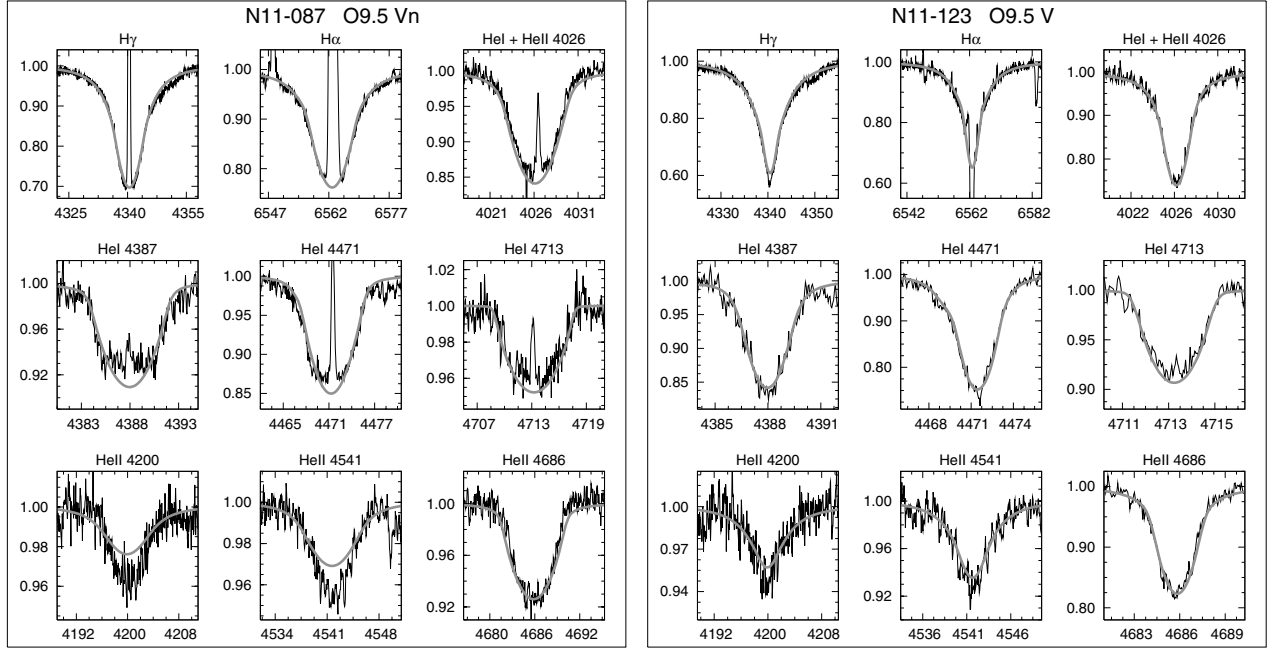 N11-087 O9.5 Vn
Hγ
Hα
HeI + HeII 4026
1.00
0.90
0.80
0.70
4325 4340 4355
1.00
0.90
0.80
6547 6562 6577
1.00
0.95
0.90
0.85
4021 4026 4031
HeI 4387
HeI 4471
HeI 4713
1.00
0.96
0.92
4383 4388 4393
1.00
0.95
0.90
0.85
4465 4471 4477
1.02
1.00
0.98
0.96
4707 4713 4719
HeII 4200
HeII 4541
HeII 4686
1.00
0.98
0.96
4192 4200 4208
1.00
0.98
0.96
4534 4541 4548
1.00
0.98
0.96
0.94
0.92
4680 4686 4692
N11-123 O9.5 V
Hγ
Hα
HeI + HeII 4026
1.00
0.80
0.60
4330 4340 4350
1.00
0.80
0.60
6542 6562 6582
1.00
0.90
0.80
4022 4026 4030
HeI 4387
HeI 4471
HeI 4713
1.00
0.95
0.90
0.85
4385 4388 4391
1.00
0.90
0.80
4468 4471 4474
1.00
0.95
0.90
4711 4713 4715
HeII 4200
HeII 4541
HeII 4686
1.00
0.97
0.94
4192 4200 4208
1.00
0.96
0.92
4536 4541 4546
1.00
0.90
0.80
4683 4686 4689